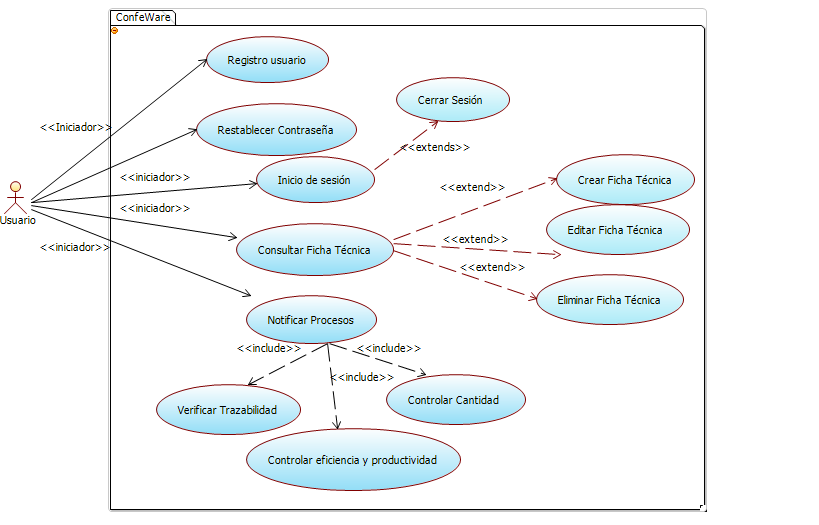 ConfeWare
Registro usuario
Cerrar Sesión
<<Iniciador>>
Restablecer Contraseña
<<extends>>
<<iniciador>>
Inicio de sesión
Crear Ficha Técnica
<<extend>>
<<iniciador>>
Usuario
Editar Ficha Técnica
<<extend>>
<<iniciador>>
Consultar Ficha Técnica
<<extend>>
Eliminar Ficha Técnica
Notificar Procesos
<<include>>
<<include>>
<<include>>
Controlar Cantidad
Verificar Trazabilidad
Controlar eficiencia y productividad